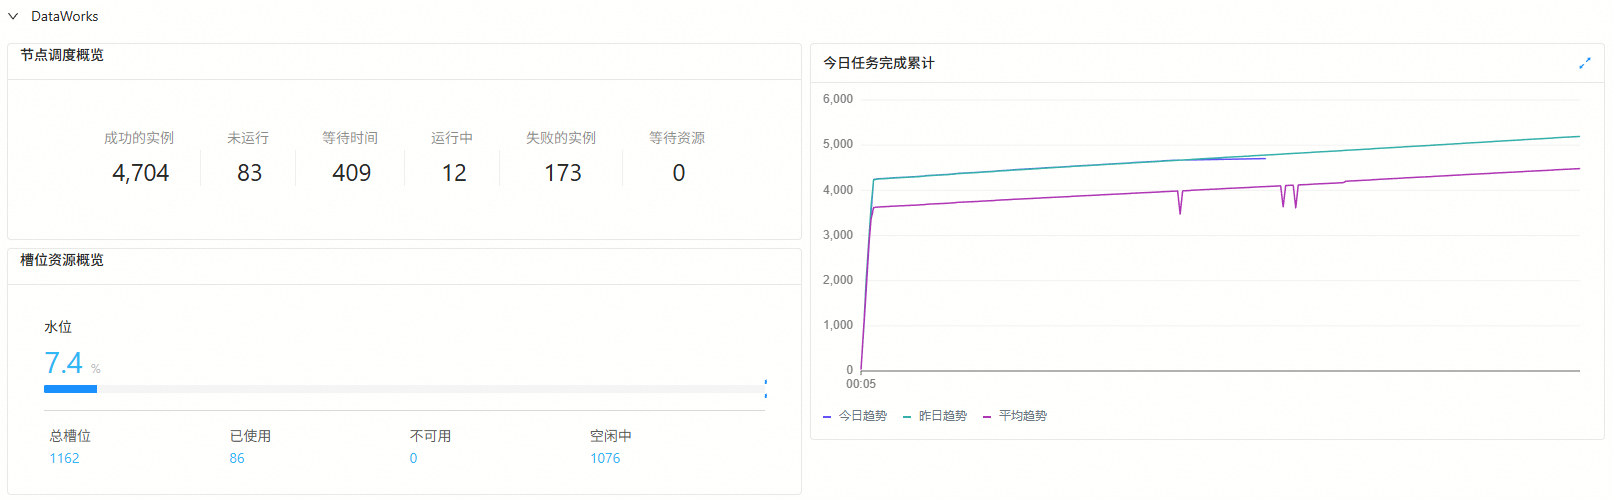 DataWorks
节点调度概览
成功的实例 未运行 等待时间 运行中 失败的实例 等待资源
4,704 83 409 12 173 0
槽位资源概览
水位
7.4 %
总槽位 已使用 不可用 空闲中
1162 86 0 1076
今日任务完成累计
6,000
5,000
4,000
3,000
2,000
1,000
0
00:05
今日趋势 昨日趋势 平均趋势